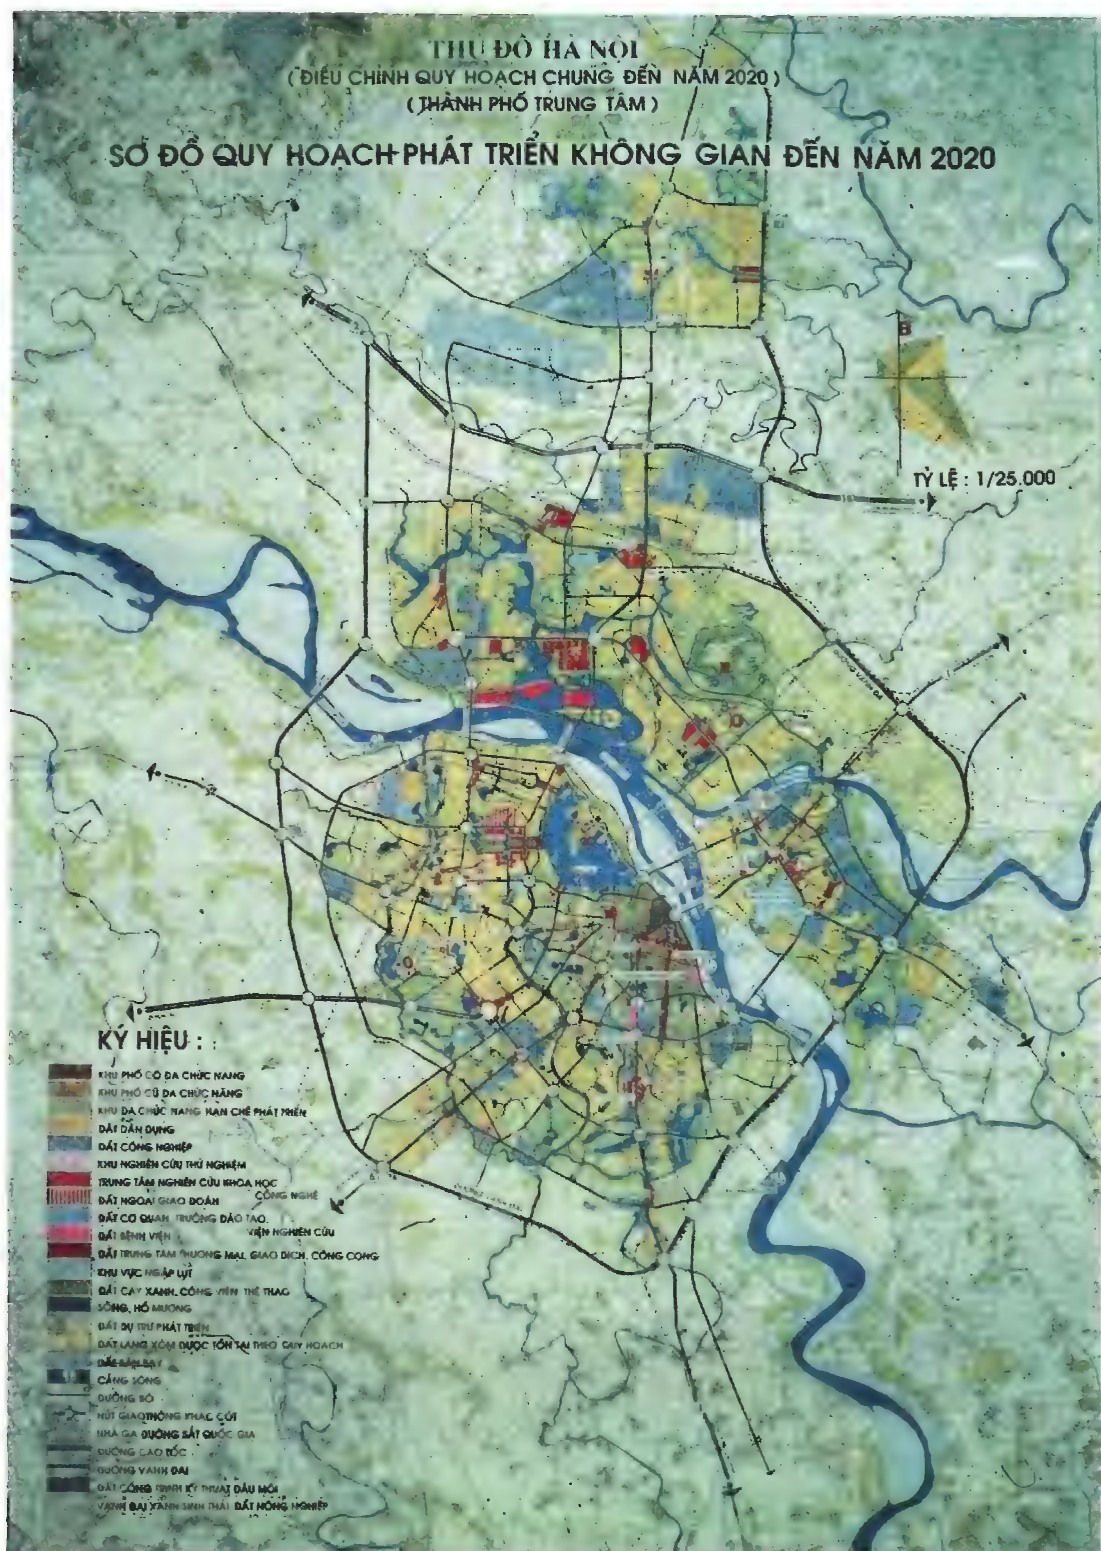 THỦ ĐÔ HÀ NỘI
( ĐIỀU CHỈNH QUY HOẠCH CHUNG ĐẾN NĂM 2020 )
( THÀNH PHỐ TRUNG TÂM )
SƠ ĐỒ QUY HOẠCH PHÁT TRIỂN KHÔNG GIAN ĐẾN NĂM 2020
B
TỶ LỆ : 1/25.000
KÝ HIỆU :
KHU PHỐ CỔ ĐA CHỨC NĂNG
KHU PHỐ CŨ ĐA CHỨC NĂNG
KHU ĐA CHỨC NĂNG HẠN CHẾ PHÁT TRIỂN
ĐẤT DÂN DỤNG
ĐẤT CÔNG NGHIỆP
KHU NGHIÊN CỨU THỬ NGHIỆM
TRUNG TÂM NGHIÊN CỨU KHOA HỌC
CÔNG NGHỆ
ĐẤT NGOẠI GIAO ĐOÀN
ĐẤT CƠ QUAN, TRƯỜNG ĐÀO TẠO,
VIỆN NGHIÊN CỨU
ĐẤT BỆNH VIỆN
ĐẤT TRUNG TÂM THƯƠNG MẠI, GIAO DỊCH, CÔNG CỘNG
KHU VỰC NGẬP LỤT
ĐẤT CÂY XANH, CÔNG VIÊN THỂ THAO
SÔNG, HỒ MƯƠNG
ĐẤT DỰ TRỮ PHÁT TRIỂN
ĐẤT LÀNG XÓM ĐƯỢC TỒN TẠI THEO QUY HOẠCH
ĐẤT SÂN BAY
CẢNG SÔNG
ĐƯỜNG BỘ
NÚT GIAO THÔNG KHÁC CỐT
NHÀ GA ĐƯỜNG SẮT QUỐC GIA
ĐƯỜNG CAO TỐC
ĐƯỜNG VÀNH ĐAI
ĐẤT CÔNG TRÌNH KỸ THUẬT ĐẦU MỐI
VÀNH ĐAI XANH SINH THÁI, ĐẤT NÔNG NGHIỆP